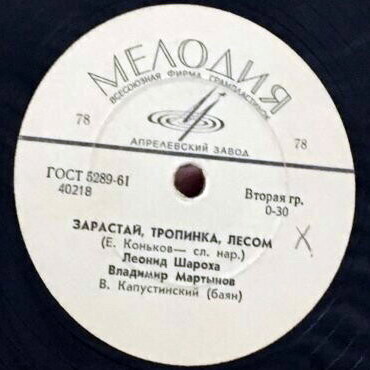 МЕЛОДИЯ
ВСЕСОЮЗНАЯ ФИРМА ГРАМПЛАСТИНОК
78
78
АПРЕЛЕВСКИЙ ЗАВОД
ГОСТ 5289-61
40218
Вторая гр.
0-30
ЗАРАСТАЙ, ТРОПИНКА, ЛЕСОМ
(Е. Коньков — сл. нар.)
Леонид Шароха
Владимир Мартынов
В. Капустинский (баян)
X